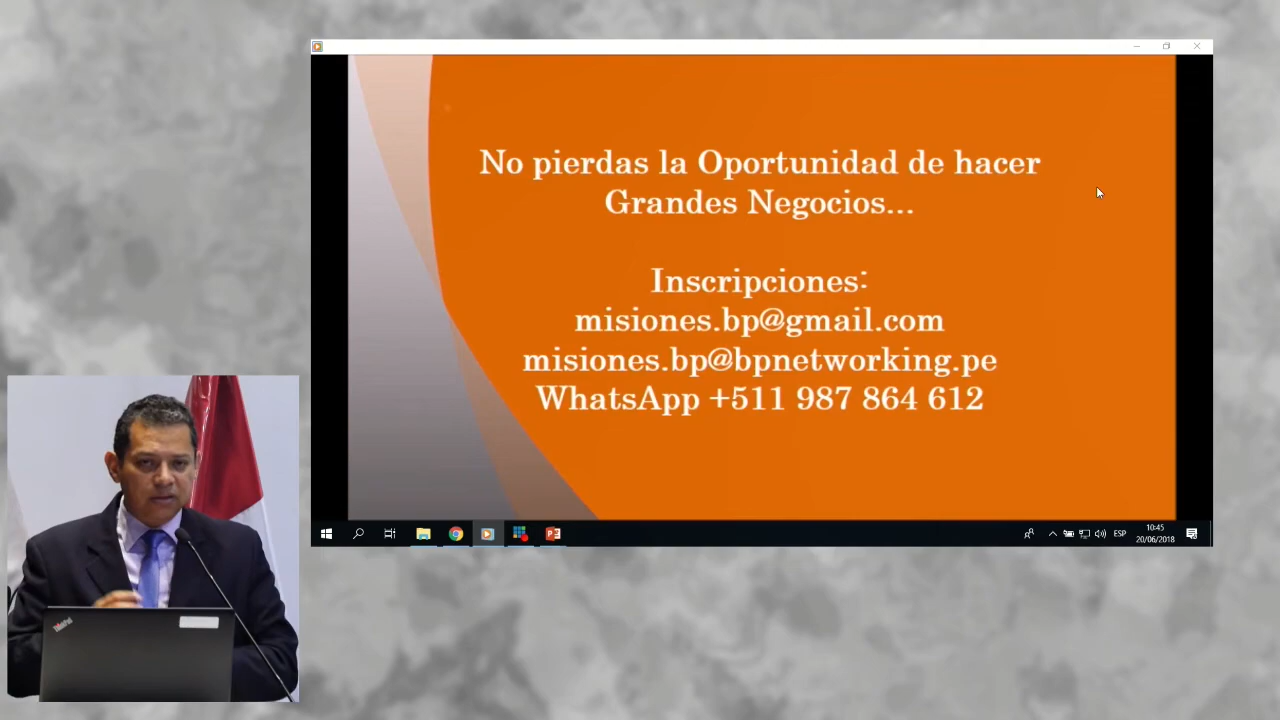 No pierdas la Oportunidad de hacer
Grandes Negocios...
Inscripciones:
misiones.bp@gmail.com
misiones.bp@bpnetworking.pe
WhatsApp +511 987 864 612
ESP
10:45
20/06/2018
ThinkPad